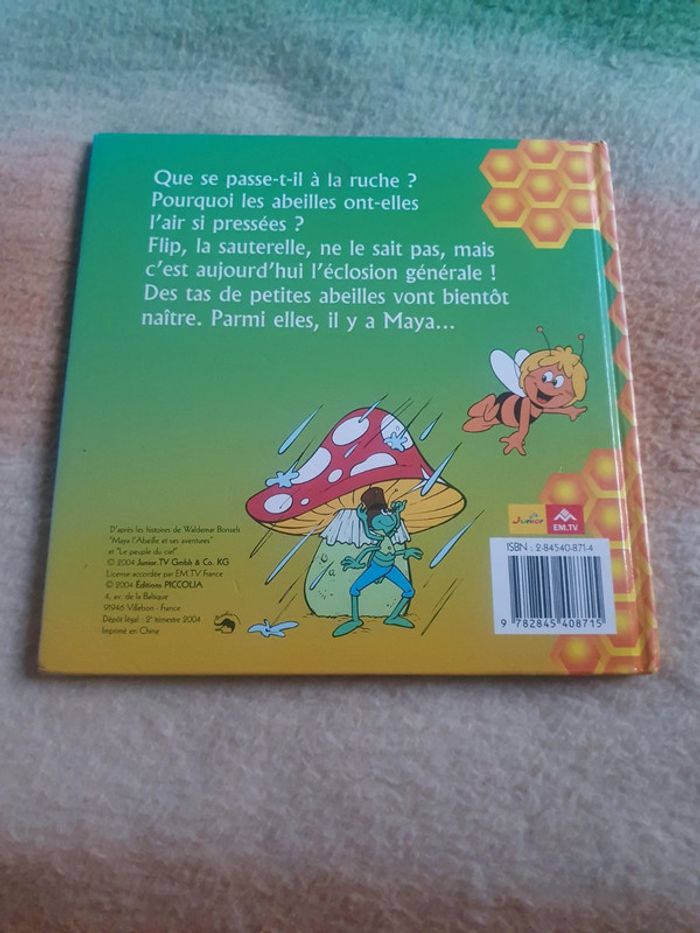 Que se passe-t-il à la ruche ?
Pourquoi les abeilles ont-elles
l'air si pressées ?
Flip, la sauterelle, ne le sait pas, mais
c'est aujourd'hui l'éclosion générale !
Des tas de petites abeilles vont bientôt
naître. Parmi elles, il y a Maya...
D'après les histoires de Waldemar Bonsels
"Maya l'Abeille et ses aventures"
et "Le peuple du ciel".
© 2004 Junior.TV Gmbh & Co. KG
License accordée par EM.TV France
© 2004 Éditions PICCOLIA
4, av. de la Baltique
91946 Villebon - France
Dépôt légal : 2e trimestre 2004
Imprimé en Chine
Junior
EM.TV
ISBN : 2-84540-871-4
9 782845 408715